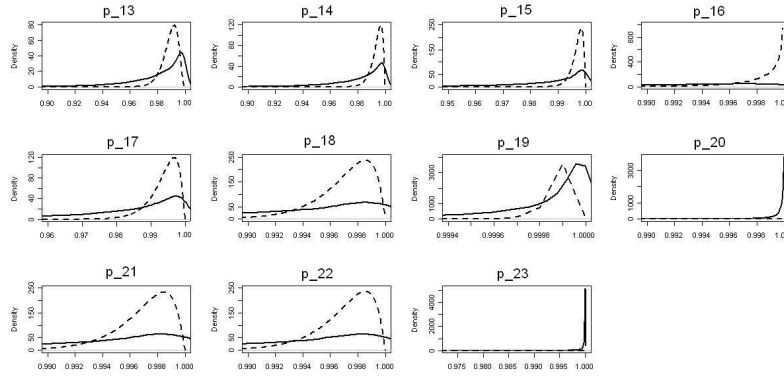 p_13 p_14 p_15 p_16
Density 0 20 40 60 80
0.90 0.92 0.94 0.96 0.98 1.00
Density 0 40 80 120
0.90 0.92 0.94 0.96 0.98 1.00
Density 0 50 150 250
0.95 0.96 0.97 0.98 0.99 1.00
Density 0 400 800
0.990 0.992 0.994 0.996 0.998 1.000
p_17 p_18 p_19 p_20
Density 0 40 80 120
0.96 0.97 0.98 0.99 1.00
Density 0 50 150 250
0.990 0.992 0.994 0.996 0.998 1.000
Density 0 1000 3000
0.9994 0.9996 0.9998 1.0000
Density 0 1000 3000
0.990 0.992 0.994 0.996 0.998 1.000
p_21 p_22 p_23
Density 0 50 150 250
0.990 0.992 0.994 0.996 0.998 1.000
Density 0 50 150 250
0.990 0.992 0.994 0.996 0.998 1.000
Density 0 2000 4000
0.975 0.980 0.985 0.990 0.995 1.000